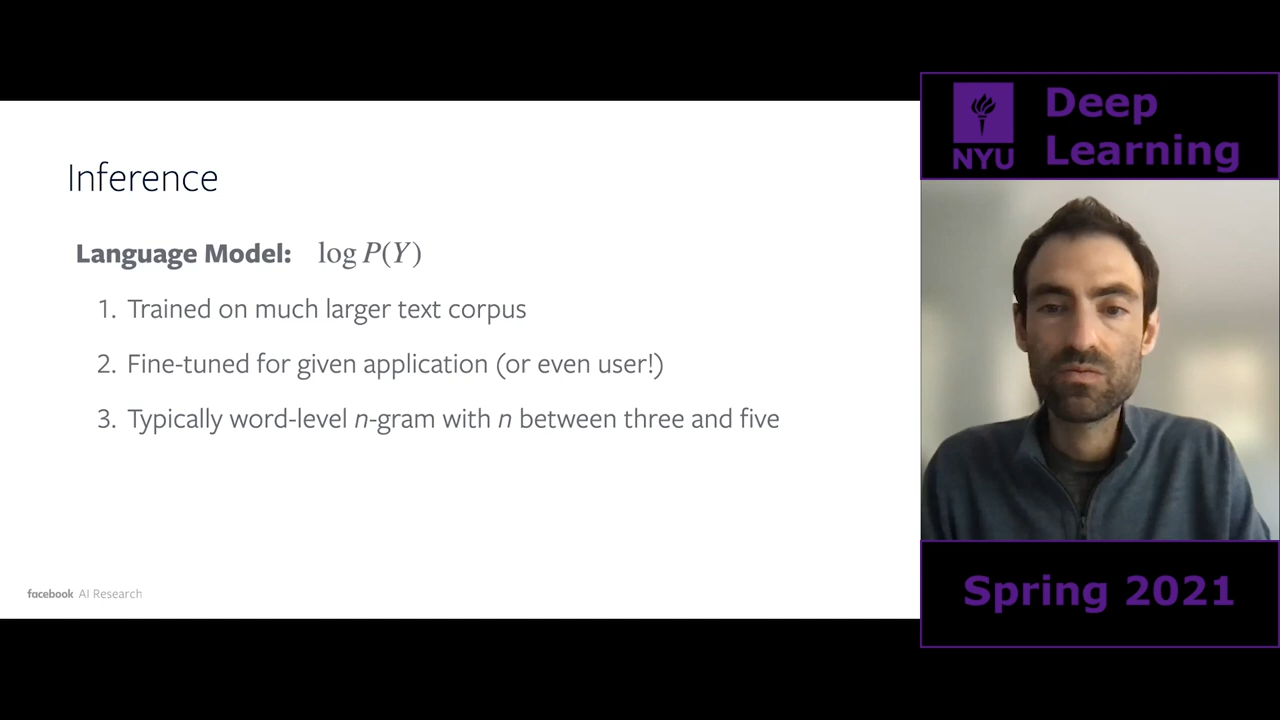 Inference
Language Model: log P(Y)
1. Trained on much larger text corpus
2. Fine-tuned for given application (or even user!)
3. Typically word-level n-gram with n between three and five
facebook AI Research
NYU
Deep
Learning
Spring 2021